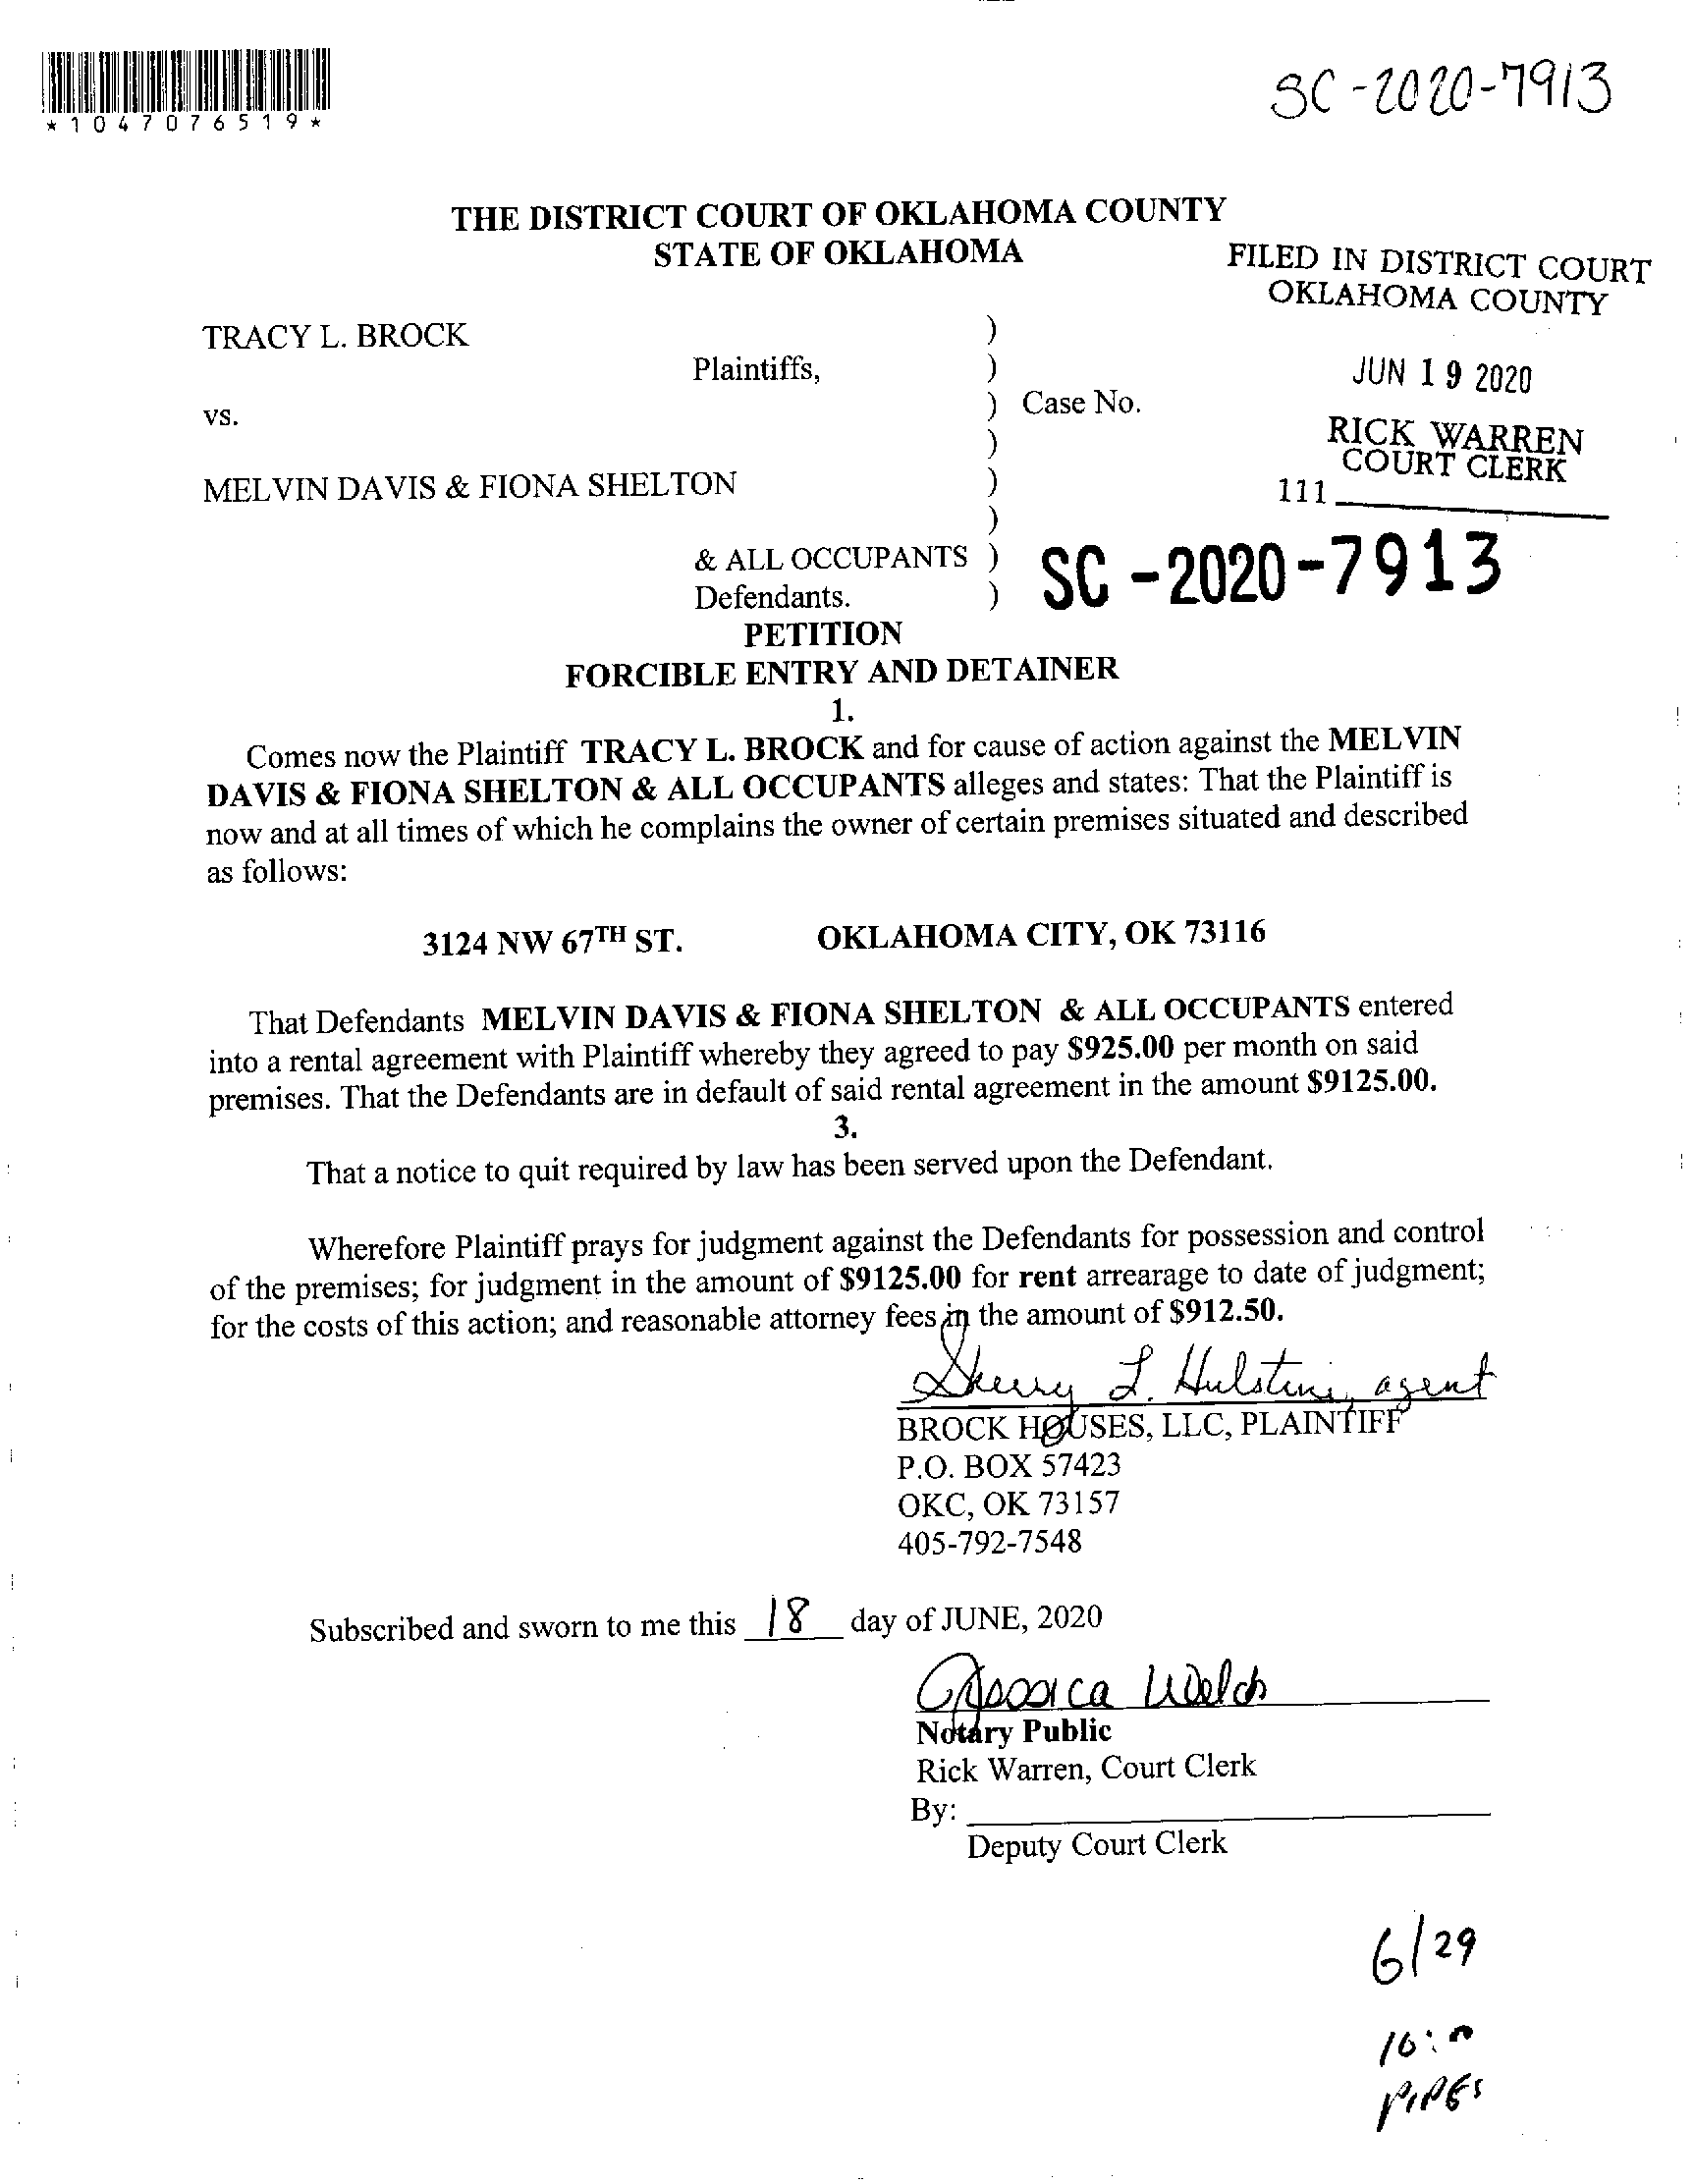 SC-2020-7913
*1047076519*
THE DISTRICT COURT OF OKLAHOMA COUNTY
STATE OF OKLAHOMA
FILED IN DISTRICT COURT
OKLAHOMA COUNTY
JUN 19 2020
RICK WARREN
COURT CLERK
111
TRACY L. BROCK )
Plaintiffs, )
vs. ) Case No.
)
MELVIN DAVIS & FIONA SHELTON )
)
& ALL OCCUPANTS )
Defendants. )
SC-2020-7913
PETITION
FORCIBLE ENTRY AND DETAINER
1.
Comes now the Plaintiff TRACY L. BROCK and for cause of action against the MELVIN
DAVIS & FIONA SHELTON & ALL OCCUPANTS alleges and states: That the Plaintiff is
now and at all times of which he complains the owner of certain premises situated and described
as follows:
3124 NW 67TH ST. OKLAHOMA CITY, OK 73116
That Defendants MELVIN DAVIS & FIONA SHELTON & ALL OCCUPANTS entered
into a rental agreement with Plaintiff whereby they agreed to pay $925.00 per month on said
premises. That the Defendants are in default of said rental agreement in the amount $9125.00.
3.
That a notice to quit required by law has been served upon the Defendant.
Wherefore Plaintiff prays for judgment against the Defendants for possession and control
of the premises; for judgment in the amount of $9125.00 for rent arrearage to date of judgment;
for the costs of this action; and reasonable attorney fees in the amount of $912.50.
Sherry L. agent
BROCK HOUSES, LLC, PLAINTIFF
P.O. BOX 57423
OKC, OK 73157
405-792-7548
Subscribed and sworn to me this 18 day of JUNE, 2020
Jessica Welch
Notary Public
Rick Warren, Court Clerk
By:
Deputy Court Clerk
6/29